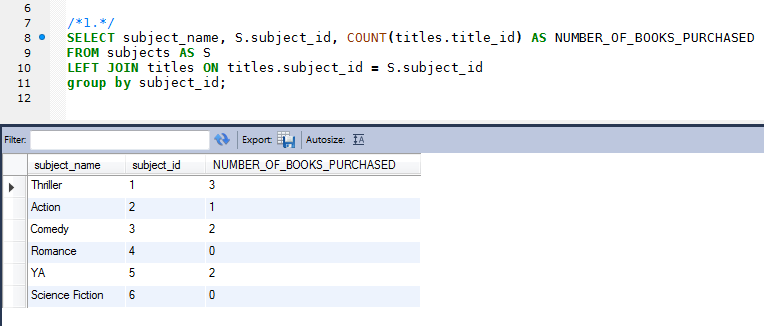 6
7 /*1.*/
8 SELECT subject_name, S.subject_id, COUNT(titles.title_id) AS NUMBER_OF_BOOKS_PURCHASED
9 FROM subjects AS S
10 LEFT JOIN titles ON titles.subject_id = S.subject_id
11 group by subject_id;
12
Filter: Export: Autosize:
subject_name subject_id NUMBER_OF_BOOKS_PURCHASED
Thriller 1 3
Action 2 1
Comedy 3 2
Romance 4 0
YA 5 2
Science Fiction 6 0